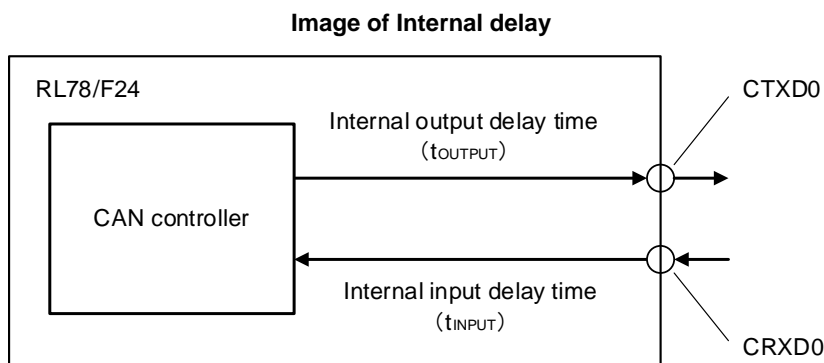 Image of Internal delay
RL78/F24
CTXD0
Internal output delay time
（tOUTPUT）
CAN controller
Internal input delay time
（tINPUT）
CRXD0